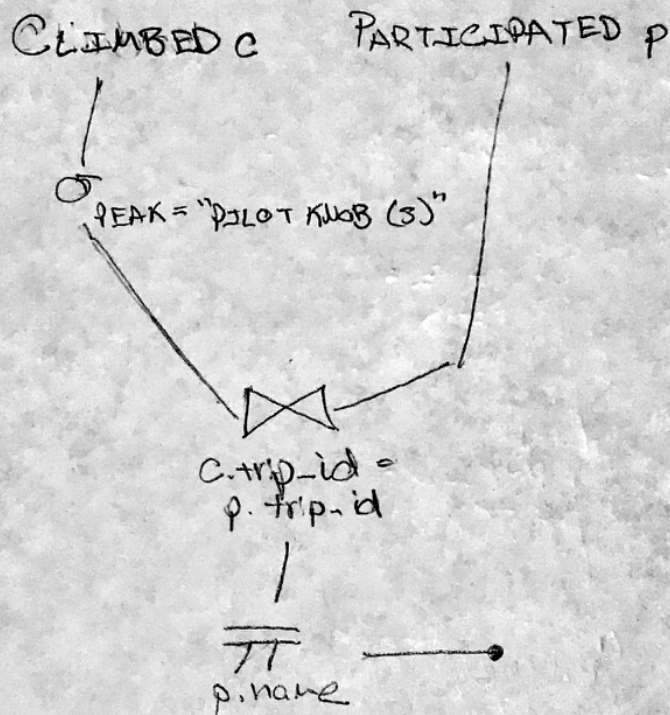 CLIMBED c
PARTICIPATED p
σ
PEAK = "PILOT KNOB (S)"
⋈
c.trip_id =
p.trip_id
π
p.name